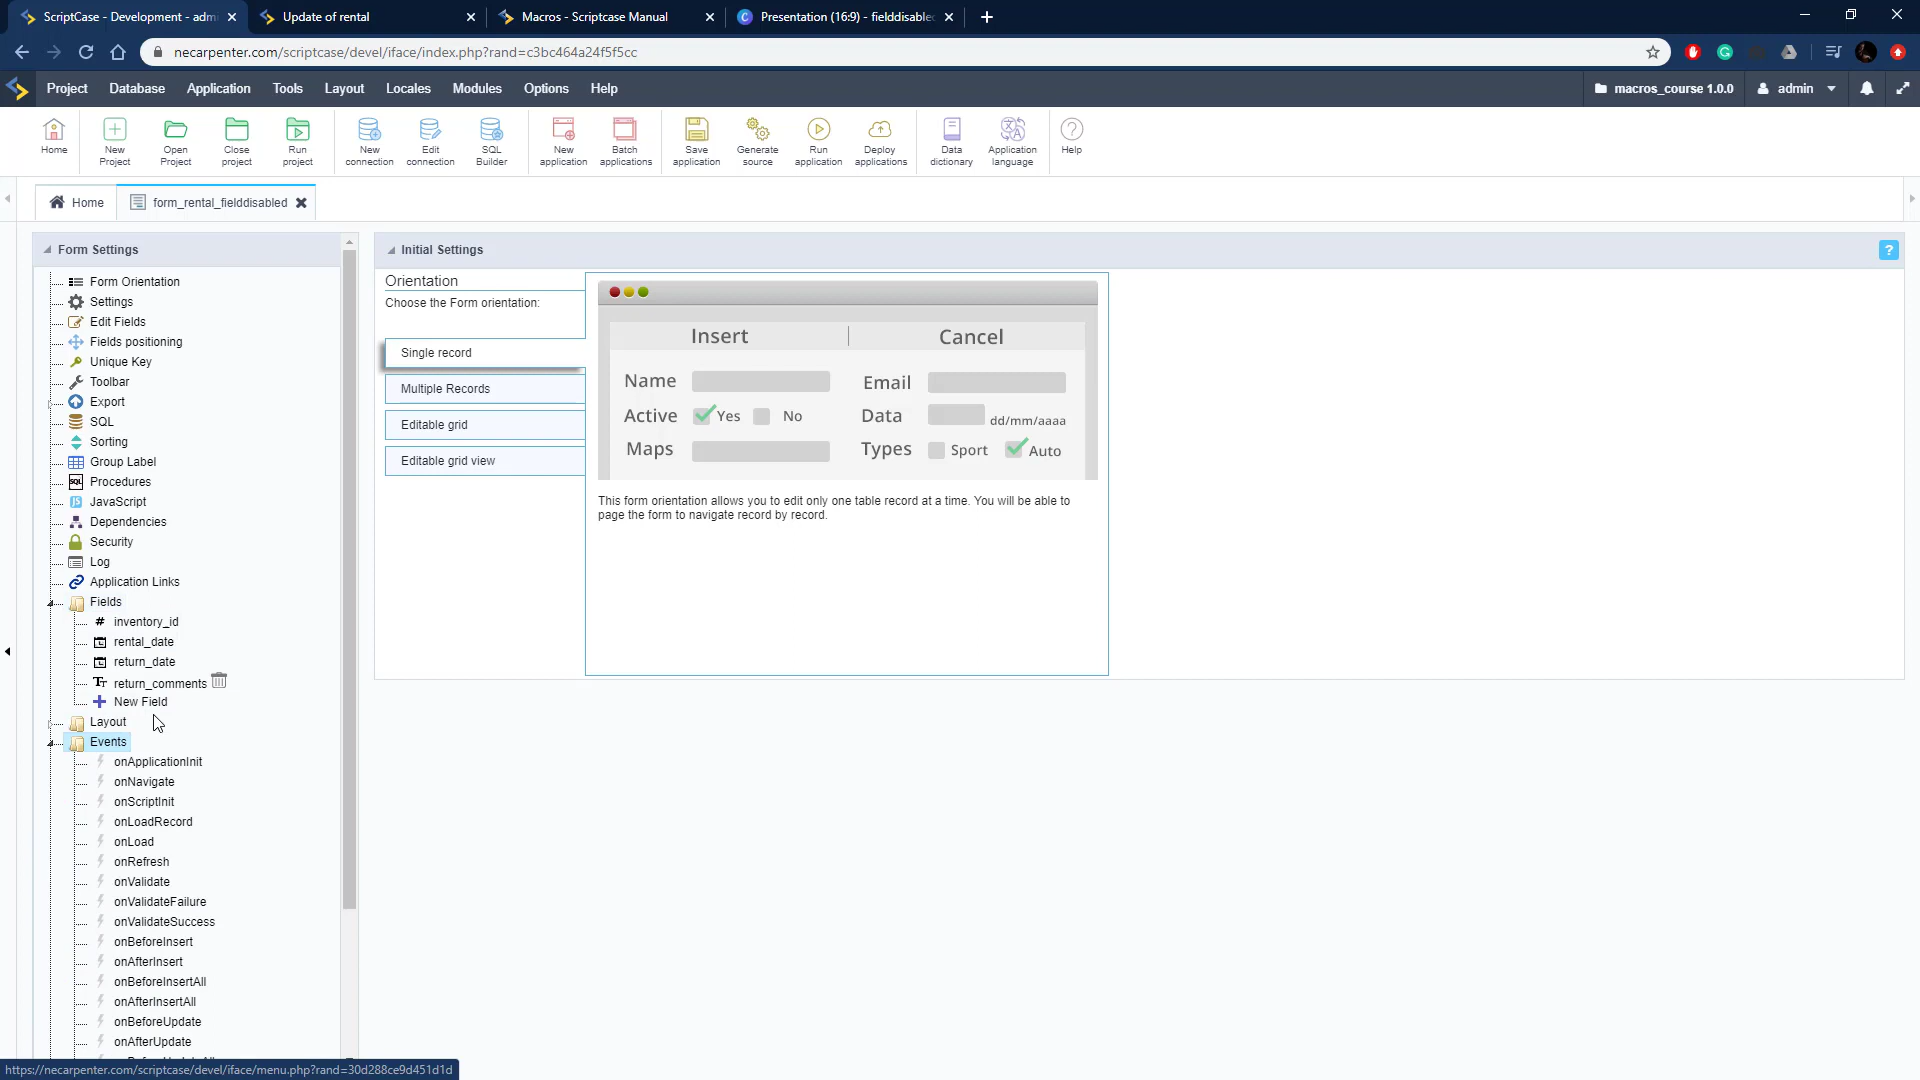 ScriptCase - Development - admi
Update of rental
Macros - Scriptcase Manual
Presentation (16:9) - fielddisable
necarpenter.com/scriptcase/devel/iface/index.php?rand=c3bc464a24f5f5cc
Project Database Application Tools Layout Locales Modules Options Help
macros_course 1.0.0
admin
Home
New Project
Open Project
Close project
Run project
New connection
Edit connection
SQL Builder
New application
Batch applications
Save application
Generate source
Run application
Deploy applications
Data dictionary
Application language
Help
Home
form_rental_fielddisabled
Form Settings
Form Orientation
Settings
Edit Fields
Fields positioning
Unique Key
Toolbar
Export
SQL
Sorting
Group Label
Procedures
JavaScript
Dependencies
Security
Log
Application Links
Fields
inventory_id
rental_date
return_date
return_comments
New Field
Layout
Events
onApplicationInit
onNavigate
onScriptInit
onLoadRecord
onLoad
onRefresh
onValidate
onValidateFailure
onValidateSuccess
onBeforeInsert
onAfterInsert
onBeforeInsertAll
onAfterInsertAll
onBeforeUpdate
onAfterUpdate
Initial Settings
?
Orientation
Choose the Form orientation:
Single record
Multiple Records
Editable grid
Editable grid view
Insert Cancel
Name Email
Active Yes No Data dd/mm/aaaa
Maps Types Sport Auto
This form orientation allows you to edit only one table record at a time. You will be able to
page the form to navigate record by record.
https://necarpenter.com/scriptcase/devel/iface/menu.php?rand=30d288ce9d451d1d